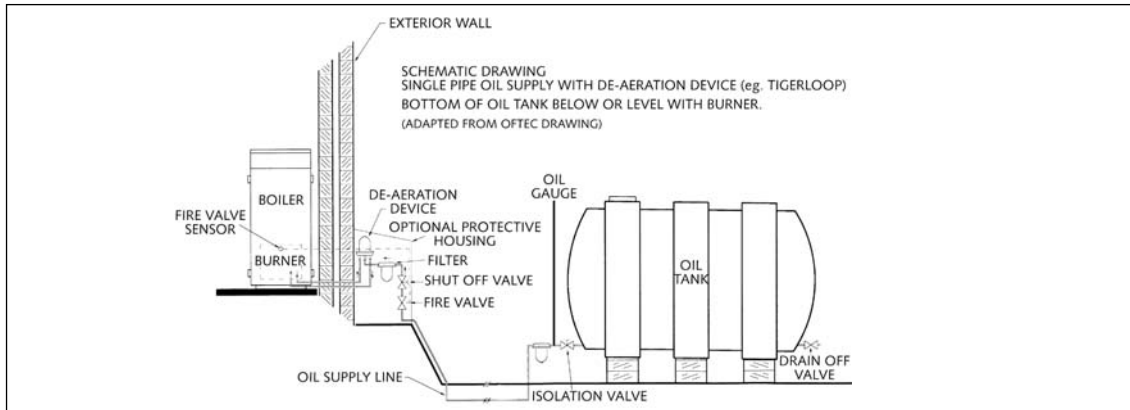 EXTERIOR WALL
SCHEMATIC DRAWING
SINGLE PIPE OIL SUPPLY WITH DE-AERATION DEVICE (eg. TIGERLOOP)
BOTTOM OF OIL TANK BELOW OR LEVEL WITH BURNER.
(ADAPTED FROM OFTEC DRAWING)
OIL
GAUGE
BOILER
DE-AERATION
DEVICE
FIRE VALVE
SENSOR
OPTIONAL PROTECTIVE
HOUSING
BURNER
FILTER
SHUT OFF VALVE
FIRE VALVE
OIL
TANK
DRAIN OFF
VALVE
OIL SUPPLY LINE
ISOLATION VALVE